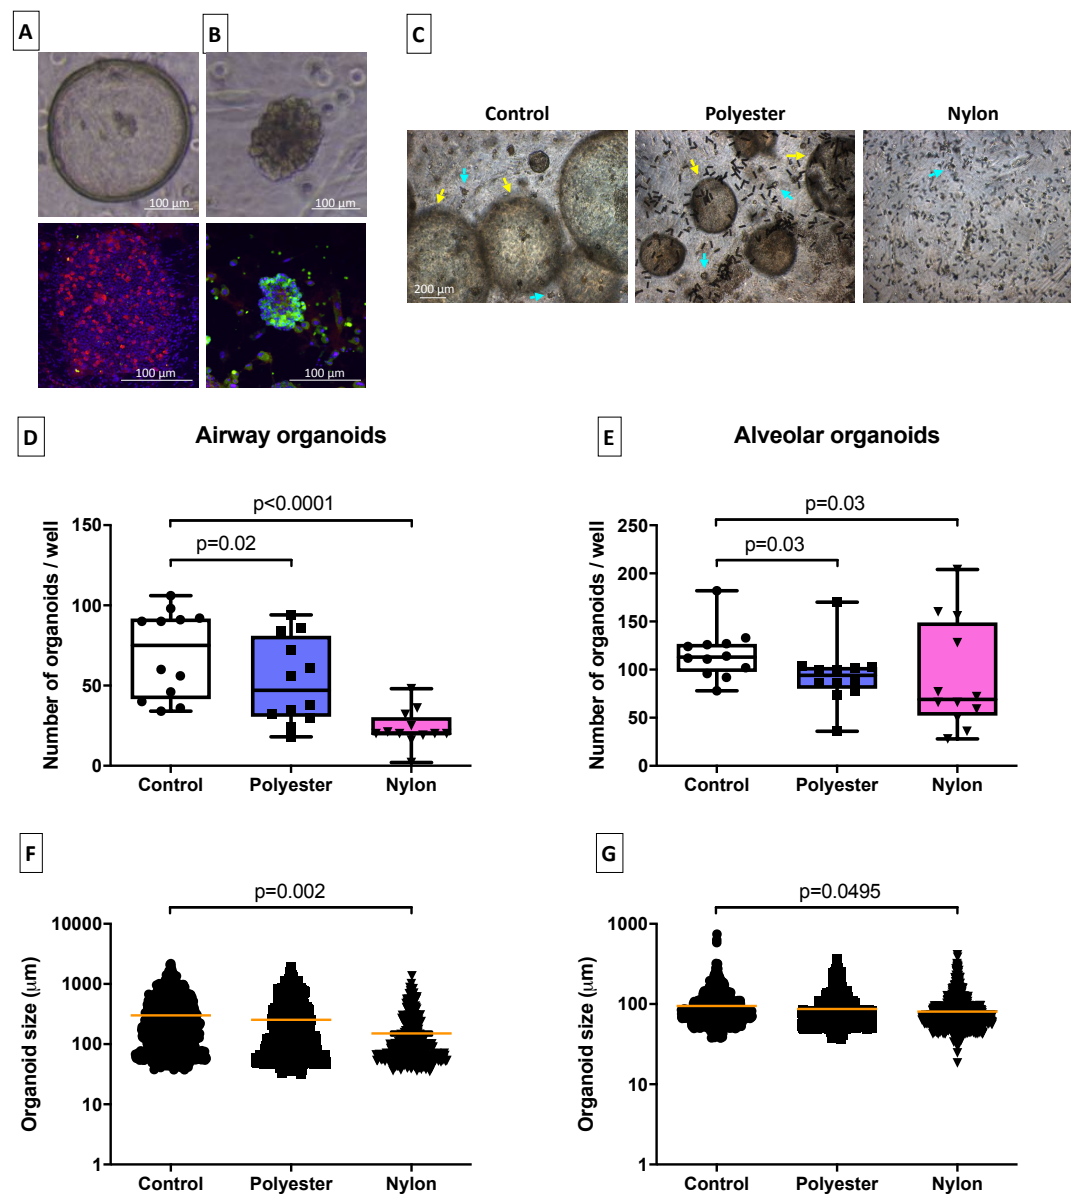 A
B
C
100 µm
100 µm
100 µm
100 µm
Control
Polyester
Nylon
200 µm
D
Airway organoids
Number of organoids / well
150
100
50
0
p<0.0001
p=0.02
Control
Polyester
Nylon
E
Alveolar organoids
Number of organoids / well
250
200
150
100
50
0
p=0.03
p=0.03
Control
Polyester
Nylon
F
Organoid size (µm)
10000
1000
100
10
1
p=0.002
Control
Polyester
Nylon
G
Organoid size (µm)
1000
100
10
1
p=0.0495
Control
Polyester
Nylon